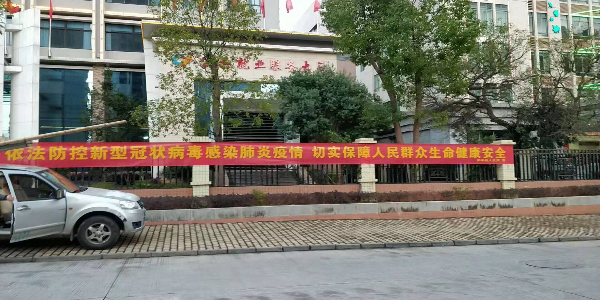 依法防控新型冠状病毒感染肺炎疫情 切实保障人民群众生命健康安全